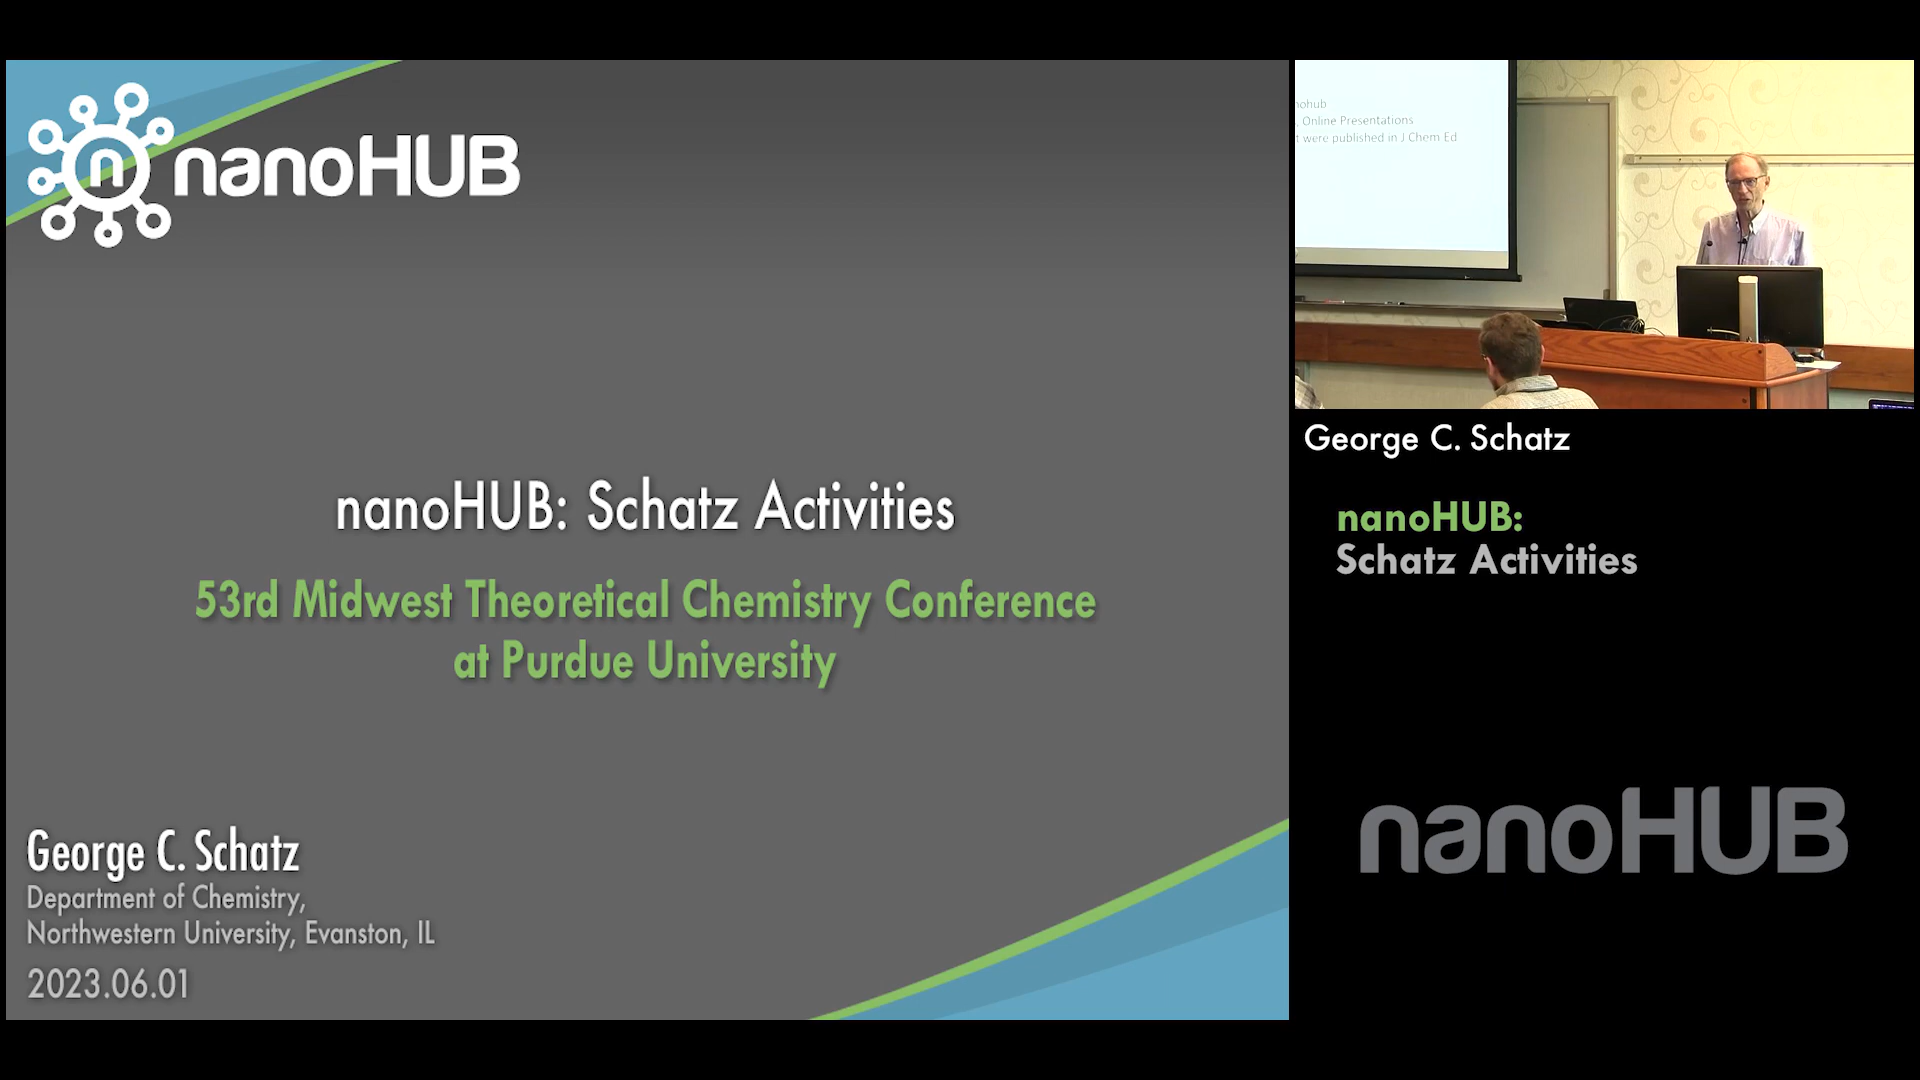 n
nanoHUB
nanoHUB: Schatz Activities
53rd Midwest Theoretical Chemistry Conference
at Purdue University
George C. Schatz
Department of Chemistry,
Northwestern University, Evanston, IL
2023.06.01
nohub
Online Presentations
t were published in J Chem Ed
George C. Schatz
nanoHUB:
Schatz Activities
nanoHUB